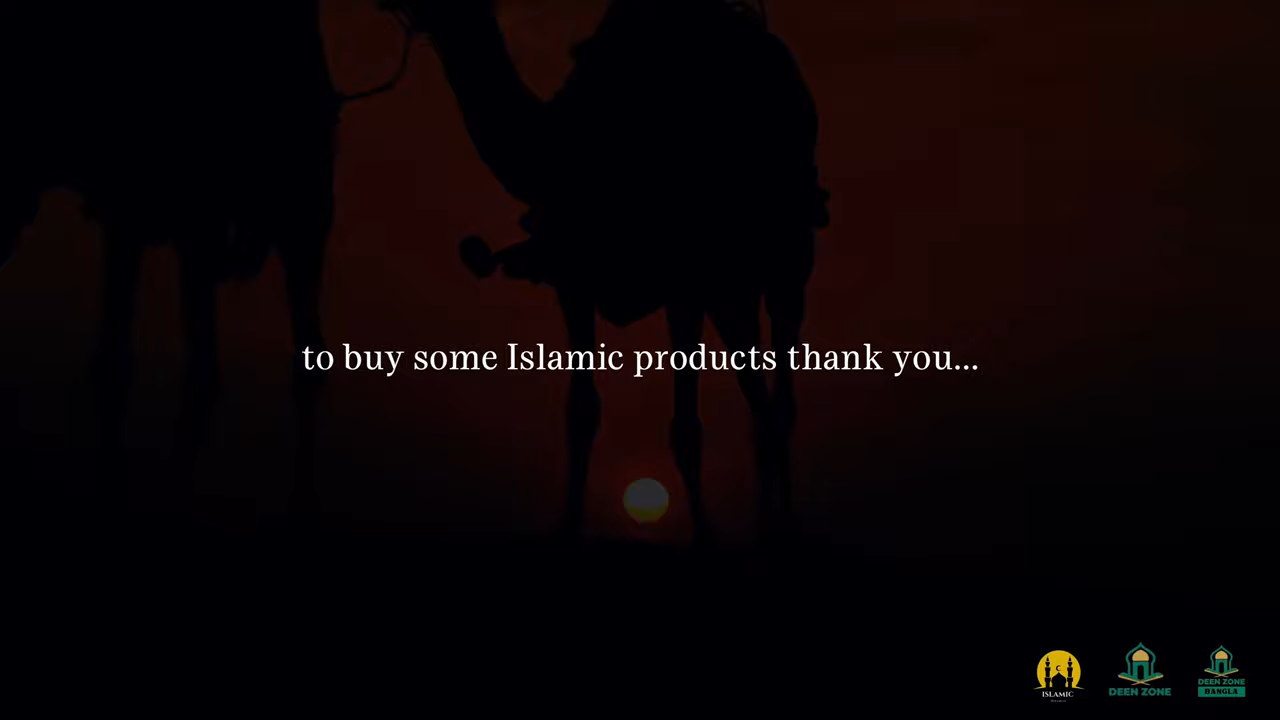 to buy some Islamic products thank you...
ISLAMIC
DEEN ZONE
DEEN ZONE
BANGLA